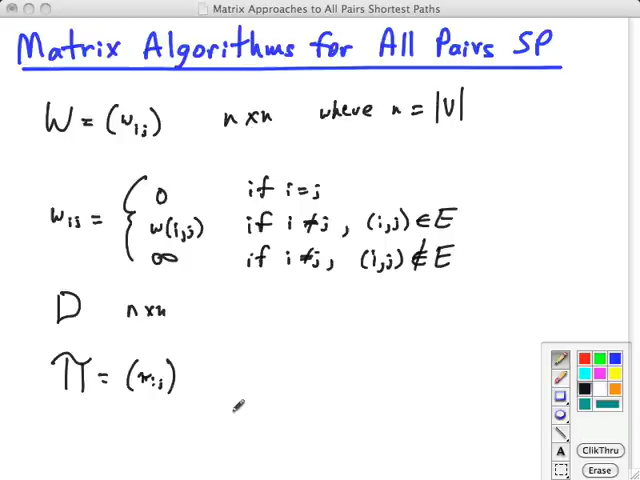 Matrix Approaches to All Pairs Shortest Paths
Matrix Algorithms for All Pairs SP
W = (wij) n×n where n = |V|
wij = { 0 if i=j
w(i,j) if i≠j, (i,j) ∈ E
∞ if i≠j, (i,j) ∉ E
D n×n
Π = (πij)
A
ClikThru
Erase